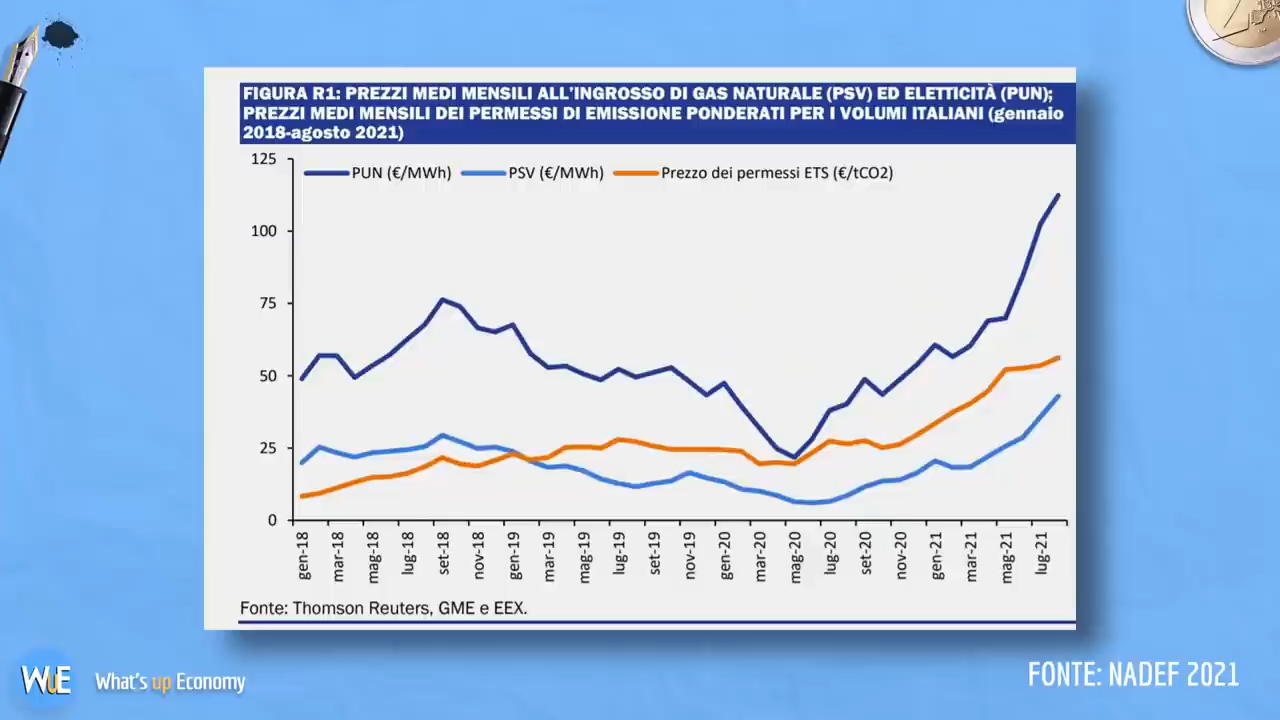 FIGURA R1: PREZZI MEDI MENSILI ALL'INGROSSO DI GAS NATURALE (PSV) ED ELETTICITÀ (PUN);
PREZZI MEDI MENSILI DEI PERMESSI DI EMISSIONE PONDERATI PER I VOLUMI ITALIANI (gennaio
2018-agosto 2021)
PUN (€/MWh) PSV (€/MWh) Prezzo dei permessi ETS (€/tCO2)
125
100
75
50
25
0
gen-18 mar-18 mag-18 lug-18 set-18 nov-18 gen-19 mar-19 mag-19 lug-19 set-19 nov-19 gen-20 mar-20 mag-20 lug-20 set-20 nov-20 gen-21 mar-21 mag-21 lug-21
Fonte: Thomson Reuters, GME e EEX.
WuE What's up Economy
FONTE: NADEF 2021